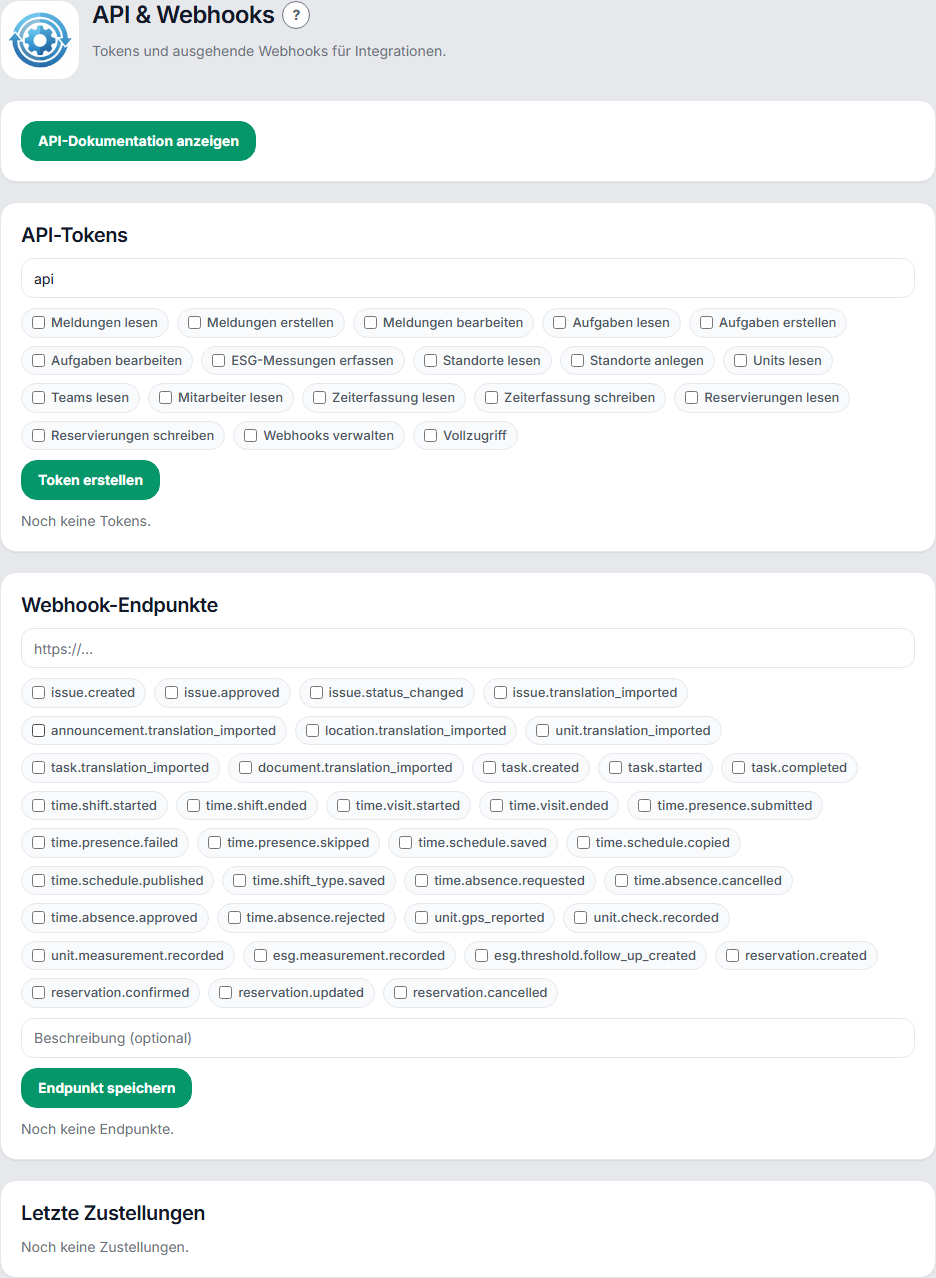 API & Webhooks ?
Tokens und ausgehende Webhooks für Integrationen.
API-Dokumentation anzeigen
API-Tokens
api
Meldungen lesen Meldungen erstellen Meldungen bearbeiten Aufgaben lesen Aufgaben erstellen
Aufgaben bearbeiten ESG-Messungen erfassen Standorte lesen Standorte anlegen Units lesen
Teams lesen Mitarbeiter lesen Zeiterfassung lesen Zeiterfassung schreiben Reservierungen lesen
Reservierungen schreiben Webhooks verwalten Vollzugriff
Token erstellen
Noch keine Tokens.
Webhook-Endpunkte
https://...
issue.created issue.approved issue.status_changed issue.translation_imported
announcement.translation_imported location.translation_imported unit.translation_imported
task.translation_imported document.translation_imported task.created task.started task.completed
time.shift.started time.shift.ended time.visit.started time.visit.ended time.presence.submitted
time.presence.failed time.presence.skipped time.schedule.saved time.schedule.copied
time.schedule.published time.shift_type.saved time.absence.requested time.absence.cancelled
time.absence.approved time.absence.rejected unit.gps_reported unit.check.recorded
unit.measurement.recorded esg.measurement.recorded esg.threshold.follow_up_created reservation.created
reservation.confirmed reservation.updated reservation.cancelled
Beschreibung (optional)
Endpunkt speichern
Noch keine Endpunkte.
Letzte Zustellungen
Noch keine Zustellungen.